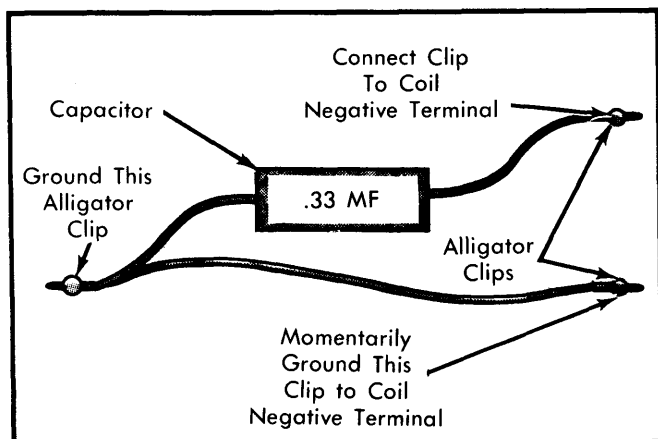 Connect Clip
To Coil
Negative Terminal
Capacitor
Ground This
Alligator
Clip
.33 MF
Alligator
Clips
Momentarily
Ground This
Clip to Coil
Negative Terminal